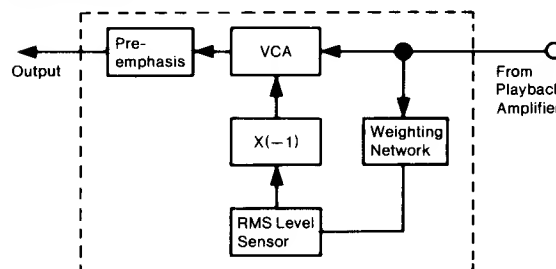 Pre-
emphasis
VCA
Output
From
Playback
Amplifier
X(−1)
Weighting
Network
RMS Level
Sensor